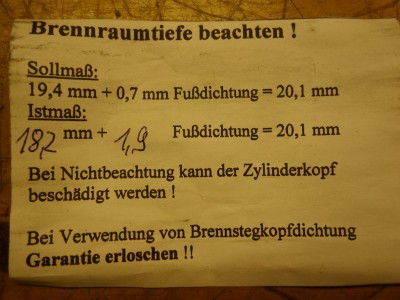 Brennraumtiefe beachten !
Sollmaß:
19,4 mm + 0,7 mm Fußdichtung = 20,1 mm
Istmaß:
18,2 mm + 1,9 Fußdichtung = 20,1 mm
Bei Nichtbeachtung kann der Zylinderkopf
beschädigt werden !
Bei Verwendung von Brennstegkopfdichtung
Garantie erloschen !!